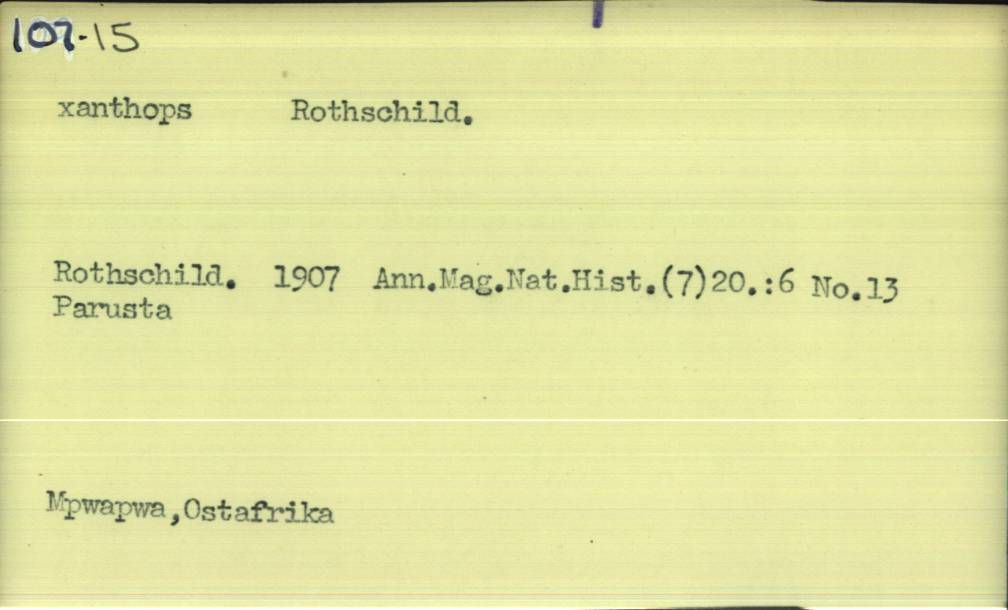 107-15
xanthops Rothschild.
Rothschild. 1907 Ann.Mag.Nat.Hist.(7)20.:6 No.13
Parusta
Mpwapwa,Ostafrika